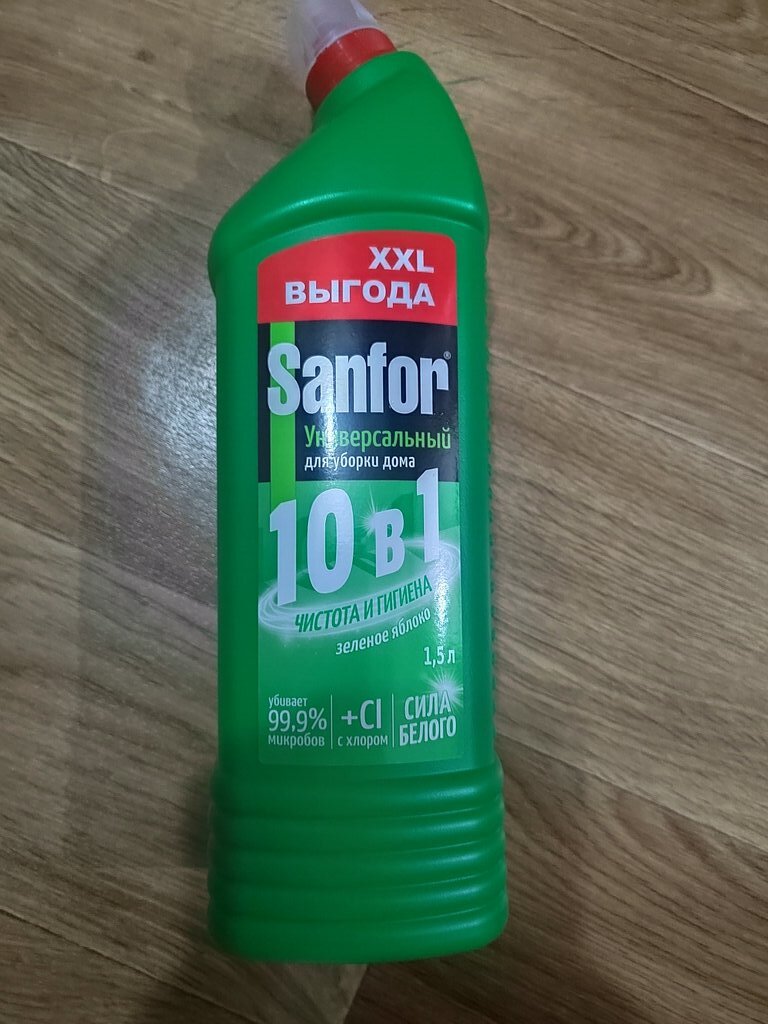 XXL
ВЫГОДА
Sanfor®
Универсальный
для уборки дома
10 в 1
ЧИСТОТА И ГИГИЕНА
зеленое яблоко
1,5 л
убивает
99,9%
микробов
+Cl
с хлором
СИЛА
БЕЛОГО